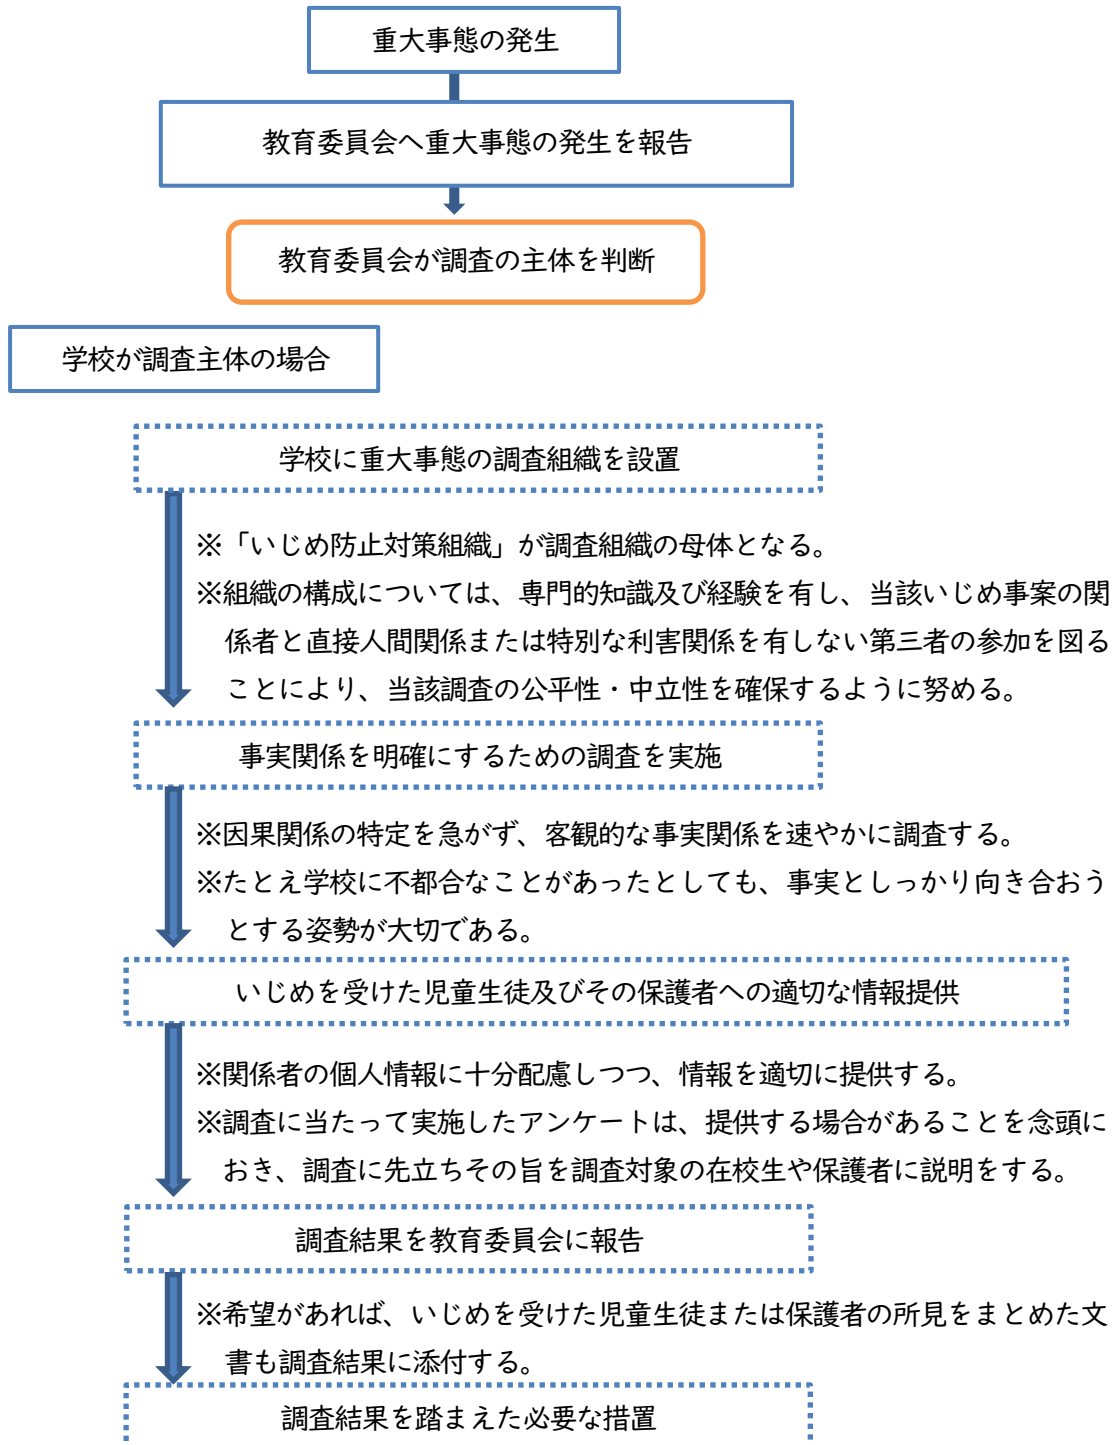 重大事態の発生
教育委員会へ重大事態の発生を報告
教育委員会が調査の主体を判断
学校が調査主体の場合
学校に重大事態の調査組織を設置
※「いじめ防止対策組織」が調査組織の母体となる。
※組織の構成については、専門的知識及び経験を有し、当該いじめ事案の関
係者と直接人間関係または特別な利害関係を有しない第三者の参加を図る
ことにより、当該調査の公平性・中立性を確保するように努める。
事実関係を明確にするための調査を実施
※因果関係の特定を急がず、客観的な事実関係を速やかに調査する。
※たとえ学校に不都合なことがあったとしても、事実としっかり向き合おう
とする姿勢が大切である。
いじめを受けた児童生徒及びその保護者への適切な情報提供
※関係者の個人情報に十分配慮しつつ、情報を適切に提供する。
※調査に当たって実施したアンケートは、提供する場合があることを念頭に
おき、調査に先立ちその旨を調査対象の在校生や保護者に説明をする。
調査結果を教育委員会に報告
※希望があれば、いじめを受けた児童生徒または保護者の所見をまとめた文
書も調査結果に添付する。
調査結果を踏まえた必要な措置